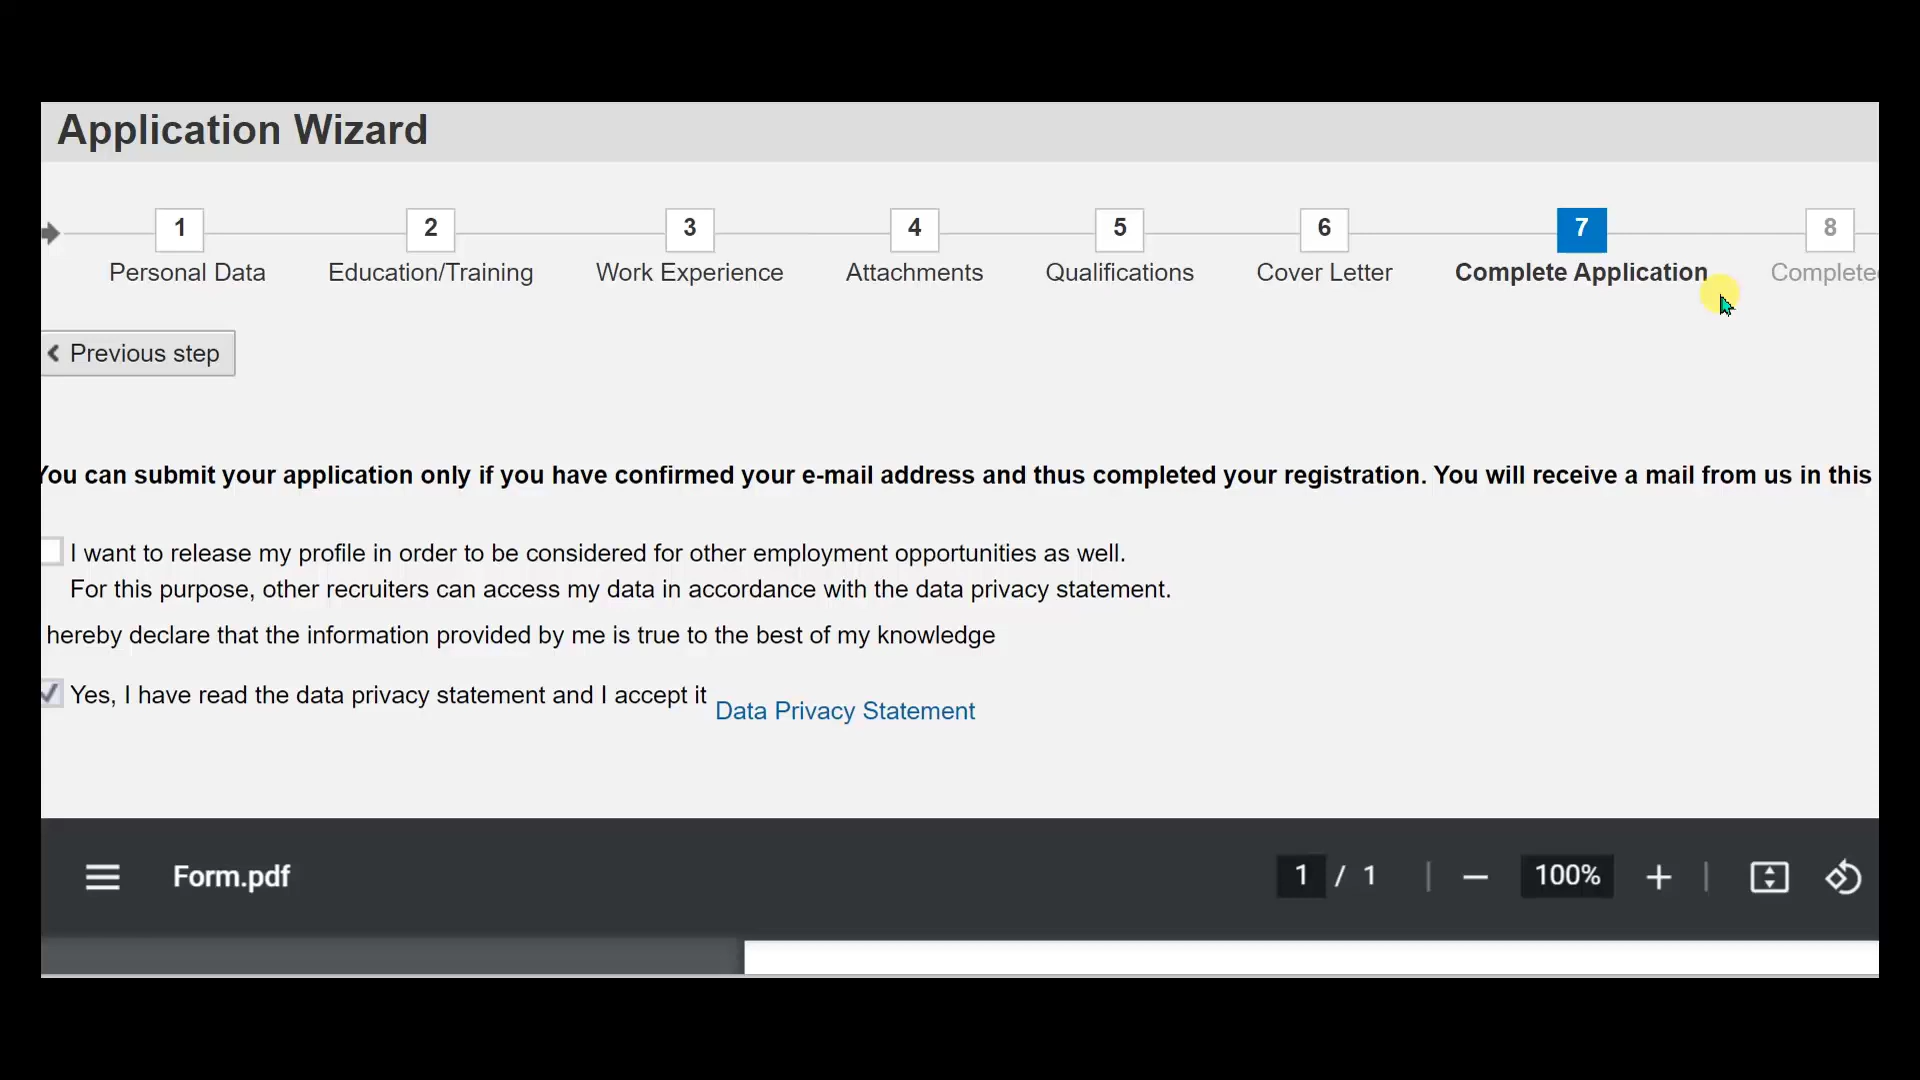 Application Wizard
1 2 3 4 5 6 7 8
Personal Data Education/Training Work Experience Attachments Qualifications Cover Letter Complete Application Complete
Previous step
You can submit your application only if you have confirmed your e-mail address and thus completed your registration. You will receive a mail from us in this
I want to release my profile in order to be considered for other employment opportunities as well.
For this purpose, other recruiters can access my data in accordance with the data privacy statement.
hereby declare that the information provided by me is true to the best of my knowledge
Yes, I have read the data privacy statement and I accept it
Data Privacy Statement
Form.pdf 1 / 1 100%